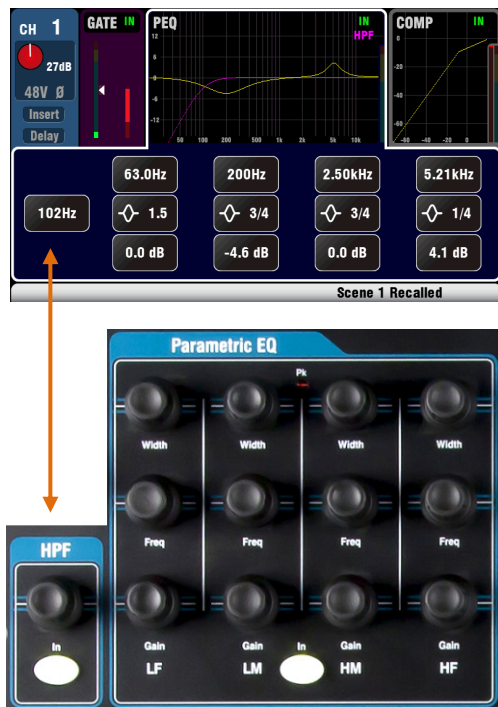 CH 1
27dB
48V Ø
Insert
Delay
GATE IN
PEQ IN
HPF
12
6
0
-6
-12
50 100 200 500 1k 2k 5k 10k
COMP IN
0
-20
-40
-60
-60 -40 -20 0
63.0Hz 200Hz 2.50kHz 5.21kHz
102Hz 1.5 3/4 3/4 1/4
0.0 dB -4.6 dB 0.0 dB 4.1 dB
Scene 1 Recalled
Parametric EQ
Pk
Width Width Width Width
Freq Freq Freq Freq
HPF
In
Gain Gain In Gain Gain
LF LM HM HF